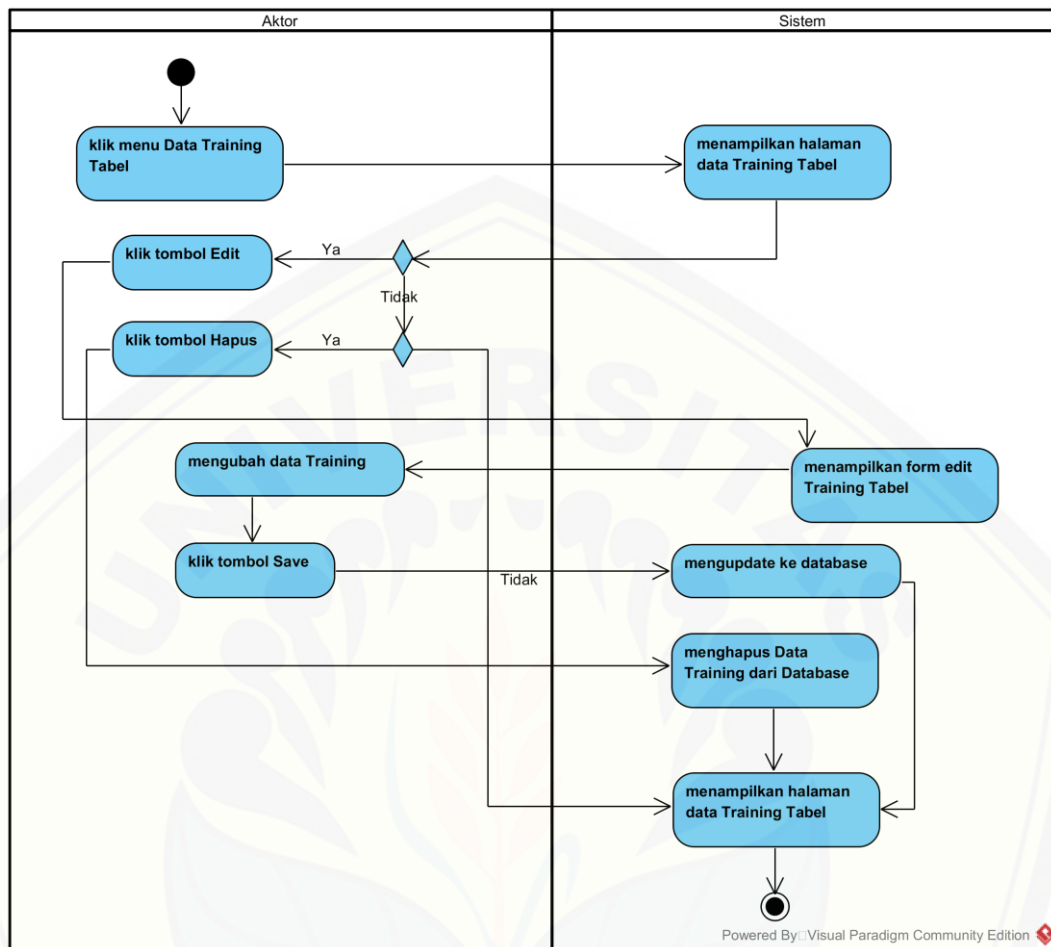 Aktor
Sistem
klik menu Data Training
Tabel
menampilkan halaman
data Training Tabel
klik tombol Edit
Ya
Tidak
klik tombol Hapus
Ya
mengubah data Training
menampilkan form edit
Training Tabel
klik tombol Save
Tidak
mengupdate ke database
menghapus Data
Training dari Database
menampilkan halaman
data Training Tabel
UNIVERSITAS
Powered By Visual Paradigm Community Edition